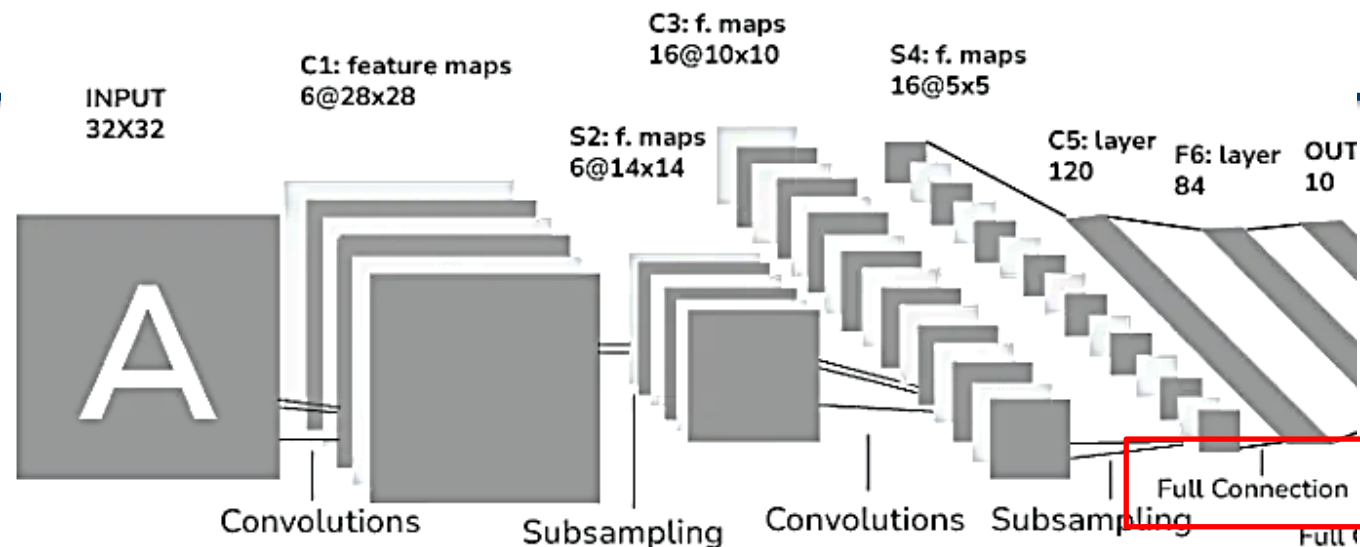 C3: f. maps
16@10x10
C1: feature maps
6@28x28
S4: f. maps
16@5x5
INPUT
32X32
S2: f. maps
6@14x14
C5: layer
120
F6: layer
84
OUT
10
A
Convolutions
Subsampling
Convolutions
Subsampling
Full Connection
Full